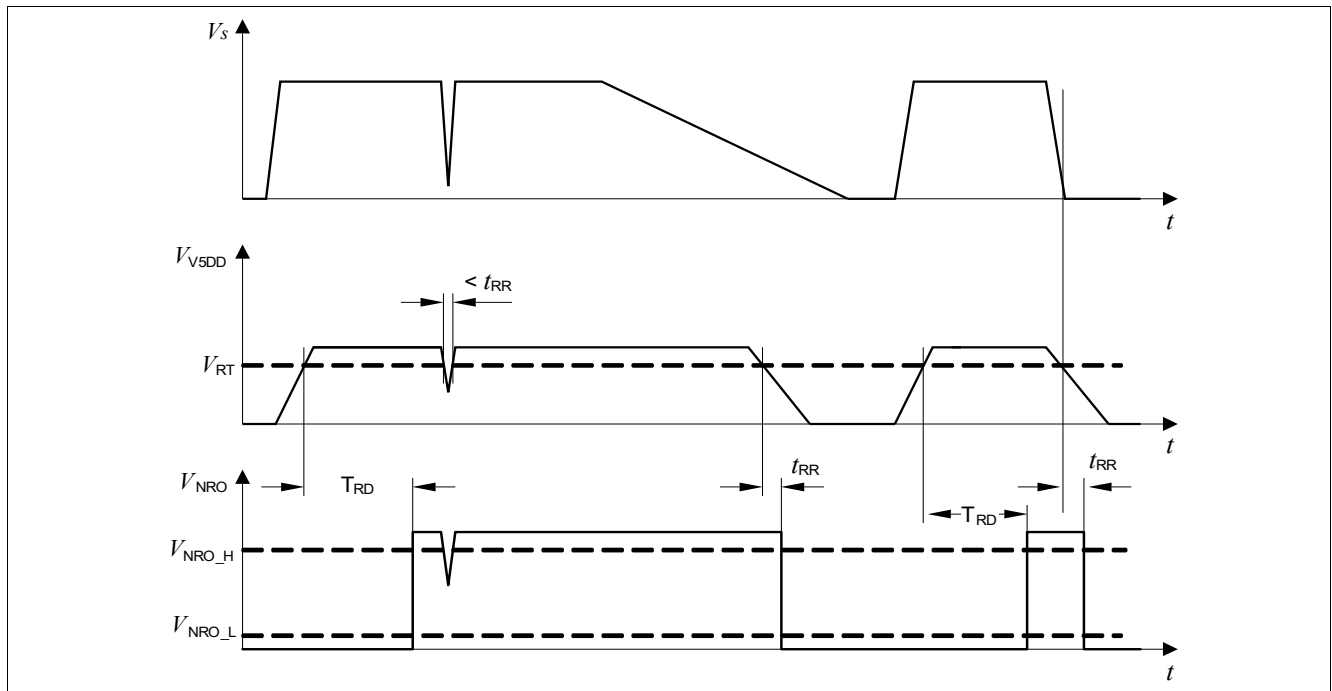 Vs
t
VV5DD
< tRR
VRT
t
VNRO
TRD
tRR
tRR
TRD
VNRO_H
VNRO_L
t